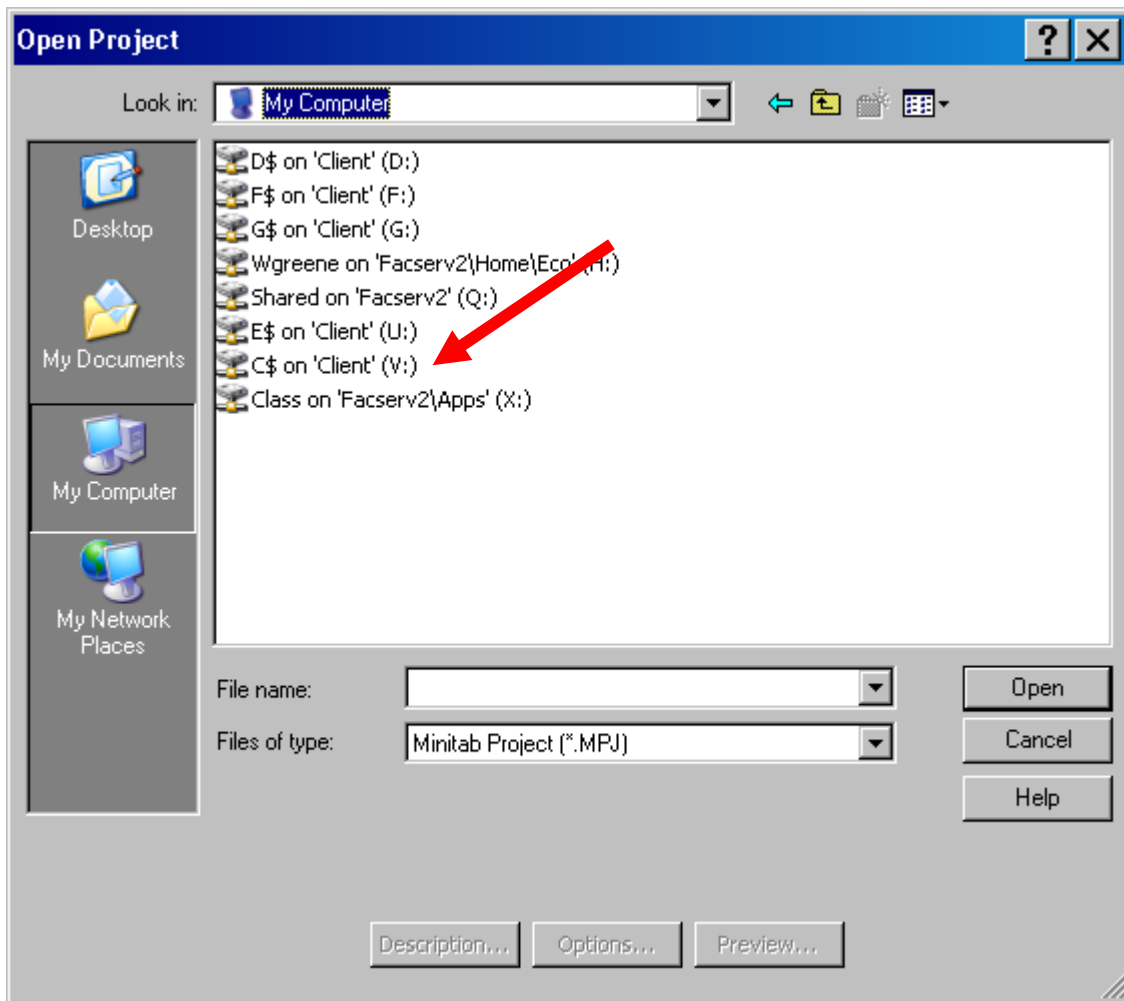 Open Project
Look in:
My Computer
D$ on 'Client' (D:)
F$ on 'Client' (F:)
G$ on 'Client' (G:)
Wgreene on 'Facserv2\Home\Eco' (H:)
Shared on 'Facserv2' (Q:)
E$ on 'Client' (U:)
C$ on 'Client' (V:)
Class on 'Facserv2\Apps' (X:)
Desktop
My Documents
My Computer
My Network
Places
File name:
Open
Files of type:
Minitab Project (*.MPJ)
Cancel
Help
Description...
Options...
Preview...